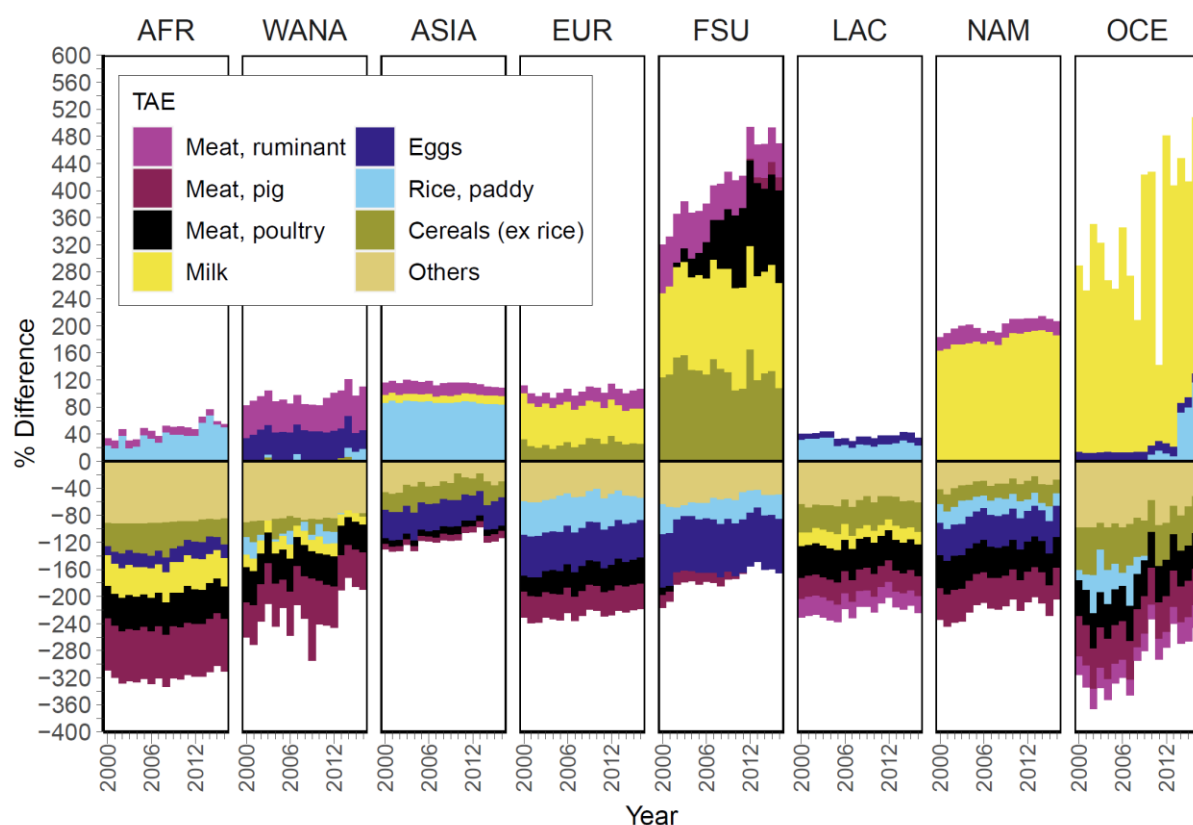 AFR WANA ASIA EUR FSU LAC NAM OCE
600
560
520
480
440
400
360
320
280
240
200
160
120
80
40
0
−40
−80
−120
−160
−200
−240
−280
−320
−360
−400
% Difference
TAE
Meat, ruminant
Meat, pig
Meat, poultry
Milk
Eggs
Rice, paddy
Cereals (ex rice)
Others
2000 2006 2012 2000 2006 2012 2000 2006 2012 2000 2006 2012 2000 2006 2012 2000 2006 2012 2000 2006 2012 2000 2006 2012
Year